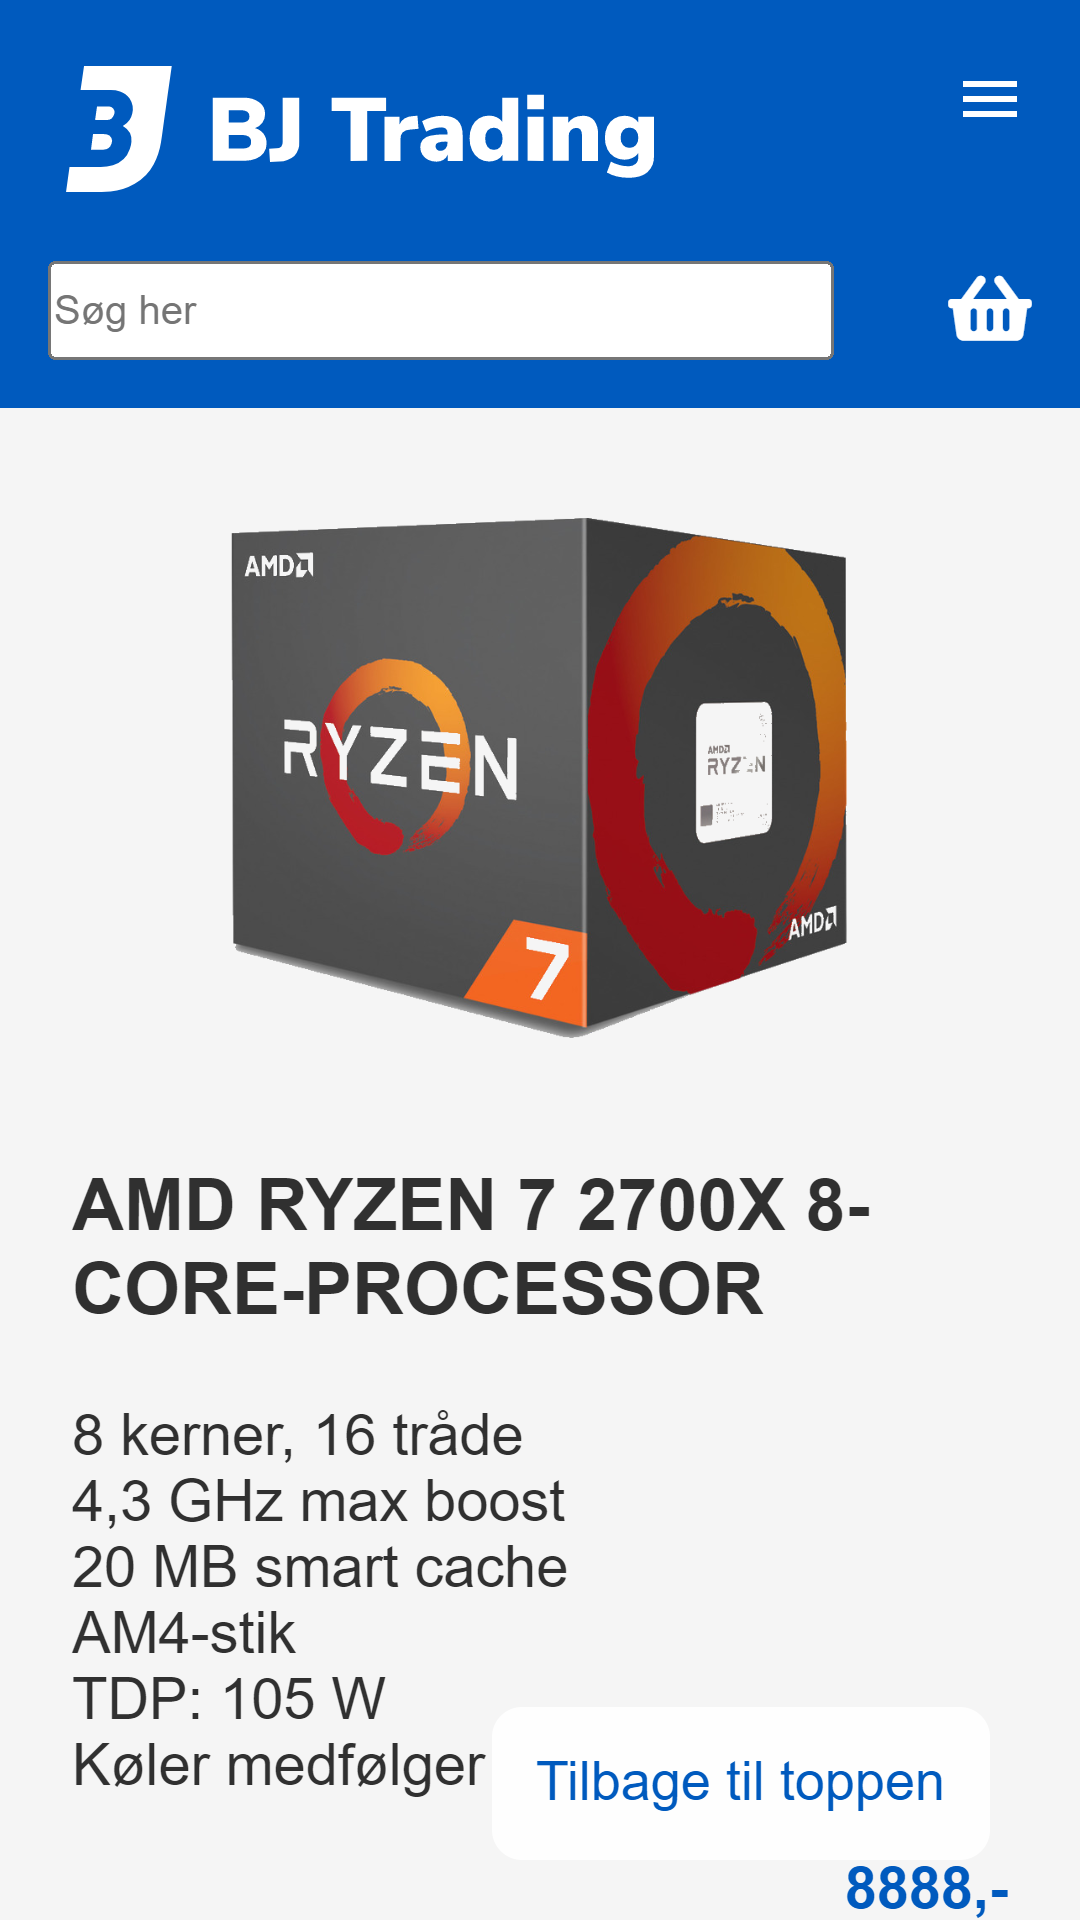 BJ Trading
Søg her
AMD
RYZEN
7
AMD
RYZEN
AMD
AMD RYZEN 7 2700X 8-
CORE-PROCESSOR
8 kerner, 16 tråde
4,3 GHz max boost
20 MB smart cache
AM4-stik
TDP: 105 W
Køler medfølger
Tilbage til toppen
8888,-